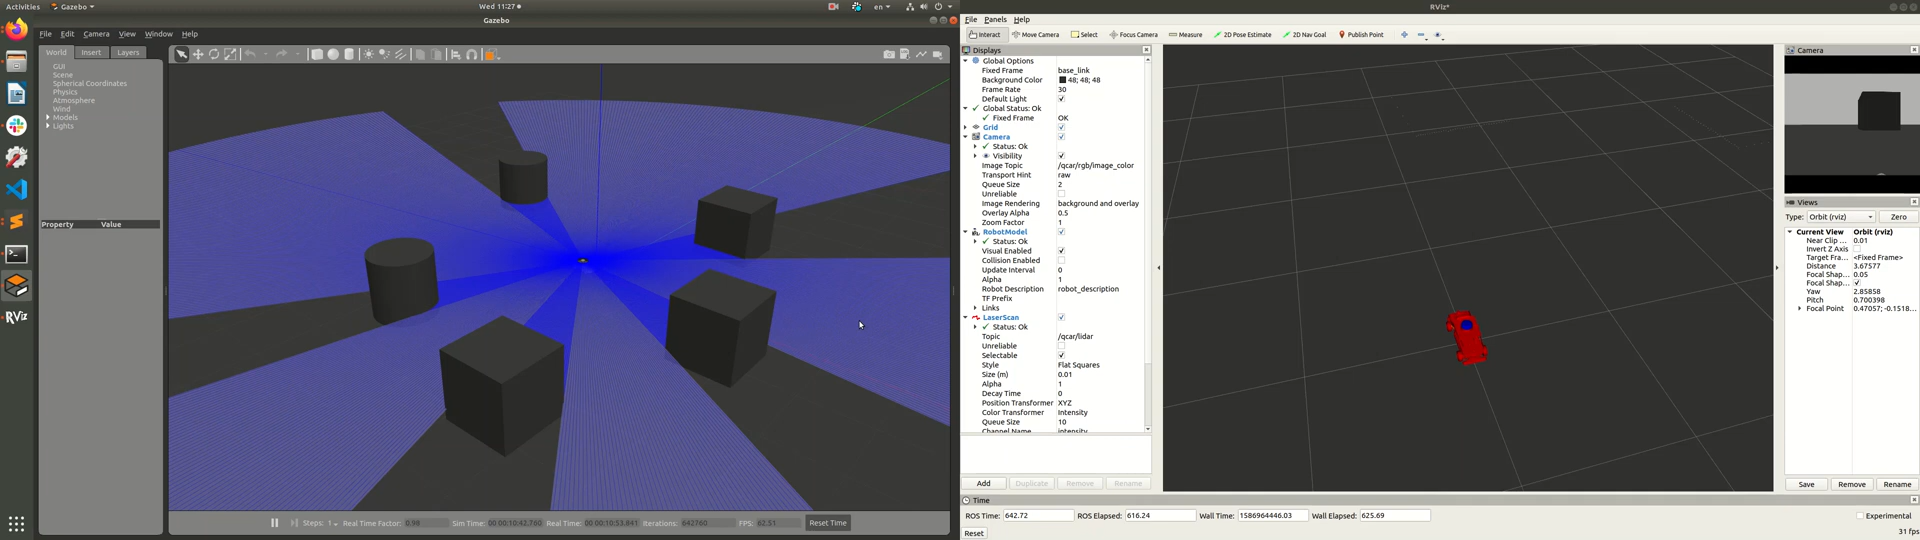 Activities Gazebo Wed 11:27 en
Gazebo
File Edit Camera View Window Help
World Insert Layers
GUI
Scene
Spherical Coordinates
Physics
Atmosphere
Wind
Models
Lights
Property Value
Steps: 1 Real Time Factor: 0.98 Sim Time: 00 00:10:42.760 Real Time: 00 00:10:53.841 Iterations: 642760 FPS: 62.51 Reset Time
RViz
RViz*
File Panels Help
Interact Move Camera Select Focus Camera Measure 2D Pose Estimate 2D Nav Goal Publish Point
Displays
Global Options
Fixed Frame base_link
Background Color 48; 48; 48
Frame Rate 30
Default Light
Global Status: Ok
Fixed Frame OK
Grid
Camera
Status: Ok
Visibility
Image Topic /qcar/rgb/image_color
Transport Hint raw
Queue Size 2
Unreliable
Image Rendering background and overlay
Overlay Alpha 0.5
Zoom Factor 1
RobotModel
Status: Ok
Visual Enabled
Collision Enabled
Update Interval 0
Alpha 1
Robot Description robot_description
TF Prefix
Links
LaserScan
Status: Ok
Topic /qcar/lidar
Unreliable
Selectable
Style Flat Squares
Size (m) 0.01
Alpha 1
Decay Time 0
Position Transformer XYZ
Color Transformer Intensity
Queue Size 10
Channel Name intensity
Add Duplicate Remove Rename
Camera
Views
Type: Orbit (rviz) Zero
Current View Orbit (rviz)
Near Clip ... 0.01
Invert Z Axis
Target Fra... <Fixed Frame>
Distance 3.67577
Focal Shap... 0.05
Focal Shap...
Yaw 2.85858
Pitch 0.700398
Focal Point 0.47057; -0.1518...
Save Remove Rename
Time
ROS Time: 642.72 ROS Elapsed: 616.24 Wall Time: 1586964446.03 Wall Elapsed: 625.69 Experimental
Reset 31 fps